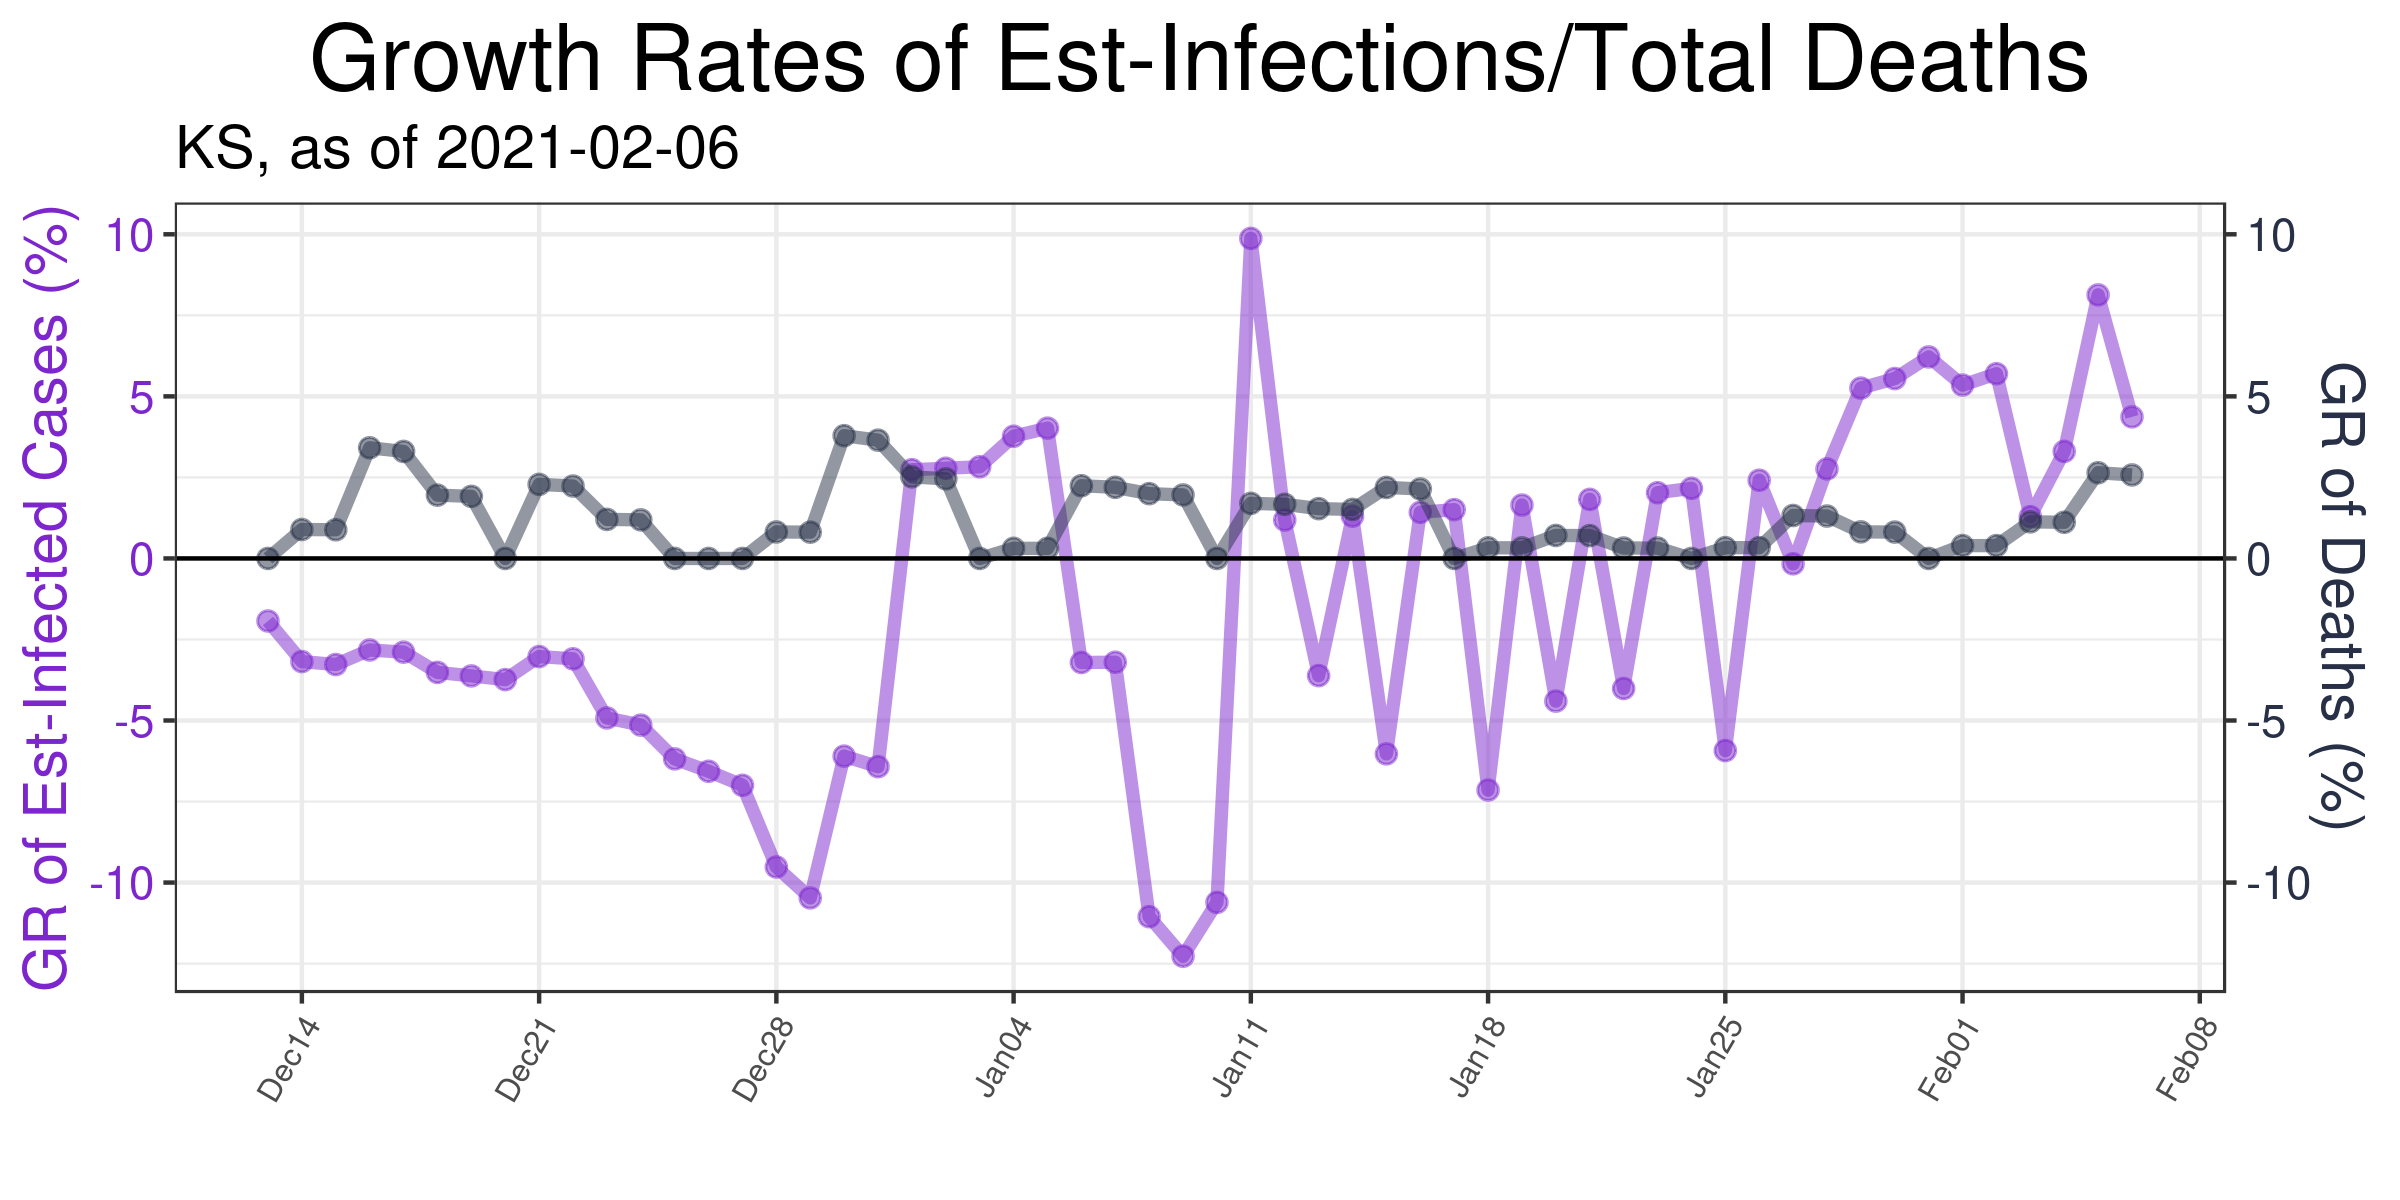 Growth Rates of Est-Infections/Total Deaths
KS, as of 2021-02-06
GR of Est-Infected Cases (%)
10
5
0
-5
-10
10
5
0
-5
-10
GR of Deaths (%)
Dec14
Dec21
Dec28
Jan04
Jan11
Jan18
Jan25
Feb01
Feb08